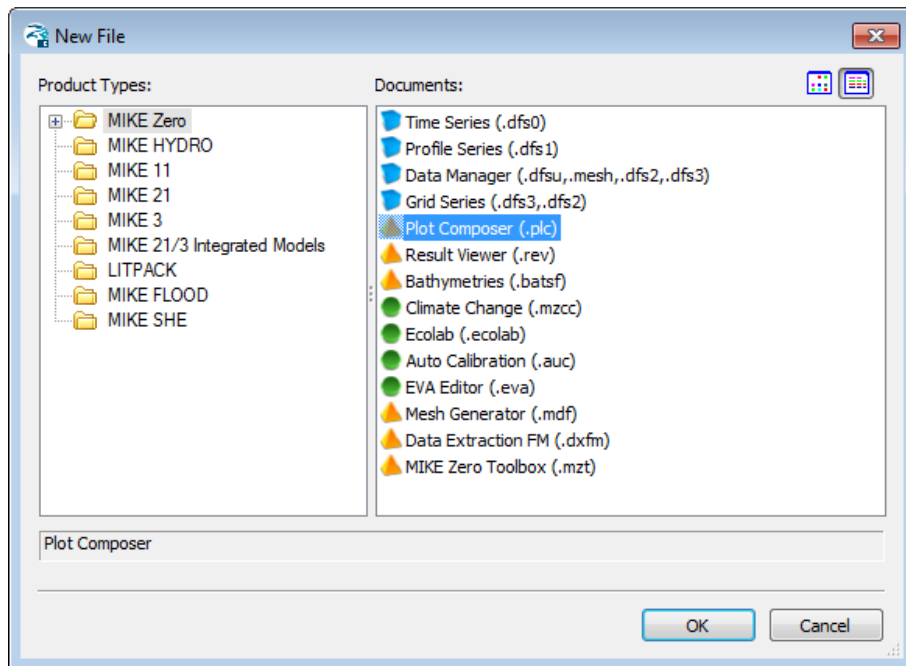 New File
Product Types:
MIKE Zero
MIKE HYDRO
MIKE 11
MIKE 21
MIKE 3
MIKE 21/3 Integrated Models
LITPACK
MIKE FLOOD
MIKE SHE
Documents:
Time Series (.dfs0)
Profile Series (.dfs1)
Data Manager (.dfsu,.mesh,.dfs2,.dfs3)
Grid Series (.dfs3,.dfs2)
Plot Composer (.plc)
Result Viewer (.rev)
Bathymetries (.batsf)
Climate Change (.mzcc)
Ecolab (.ecolab)
Auto Calibration (.auc)
EVA Editor (.eva)
Mesh Generator (.mdf)
Data Extraction FM (.dxfm)
MIKE Zero Toolbox (.mzt)
Plot Composer
OK
Cancel